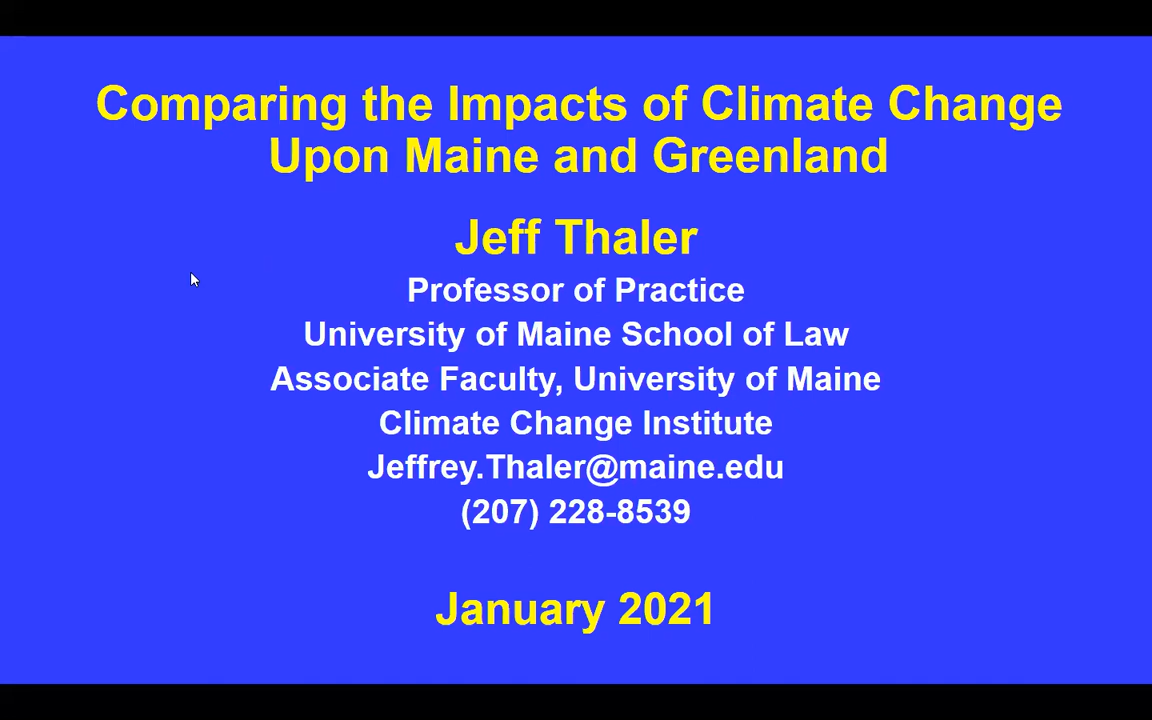 Comparing the Impacts of Climate Change
Upon Maine and Greenland
Jeff Thaler
Professor of Practice
University of Maine School of Law
Associate Faculty, University of Maine
Climate Change Institute
Jeffrey.Thaler@maine.edu
(207) 228-8539
January 2021